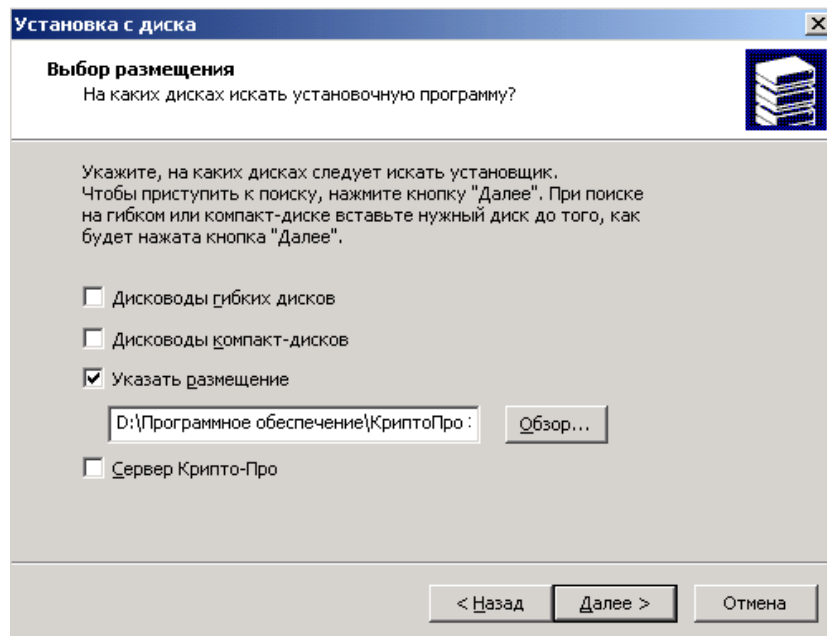 Установка с диска
Выбор размещения
На каких дисках искать установочную программу?
Укажите, на каких дисках следует искать установщик.
Чтобы приступить к поиску, нажмите кнопку "Далее". При поиске
на гибком или компакт-диске вставьте нужный диск до того, как
будет нажата кнопка "Далее".
Дисководы гибких дисков
Дисководы компакт-дисков
Указать размещение
D:\Программное обеспечение\КриптоПро
Обзор...
Сервер Крипто-Про
< Назад
Далее >
Отмена